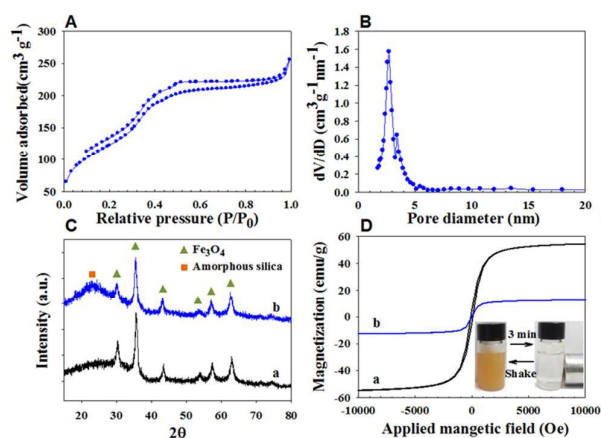 A
Volume adsorbed(cm³ g⁻¹)
300
250
200
150
100
50
0.0 0.2 0.4 0.6 0.8 1.0
Relative pressure (P/P₀)
B
dV/dD (cm³g⁻¹nm⁻¹)
1.8
1.6
1.4
1.2
1.0
0.8
0.6
0.4
0.2
0.0
0 5 10 15 20
Pore diameter (nm)
C
Fe₃O₄
Amorphous silica
b
a
Intensity (a.u.)
20 30 40 50 60 70 80
2θ
D
Magnetization (emu/g)
60
40
20
0
-20
-40
-60
b
a
3 min
Shake
-10000 -5000 0 5000 10000
Applied mangetic field (Oe)